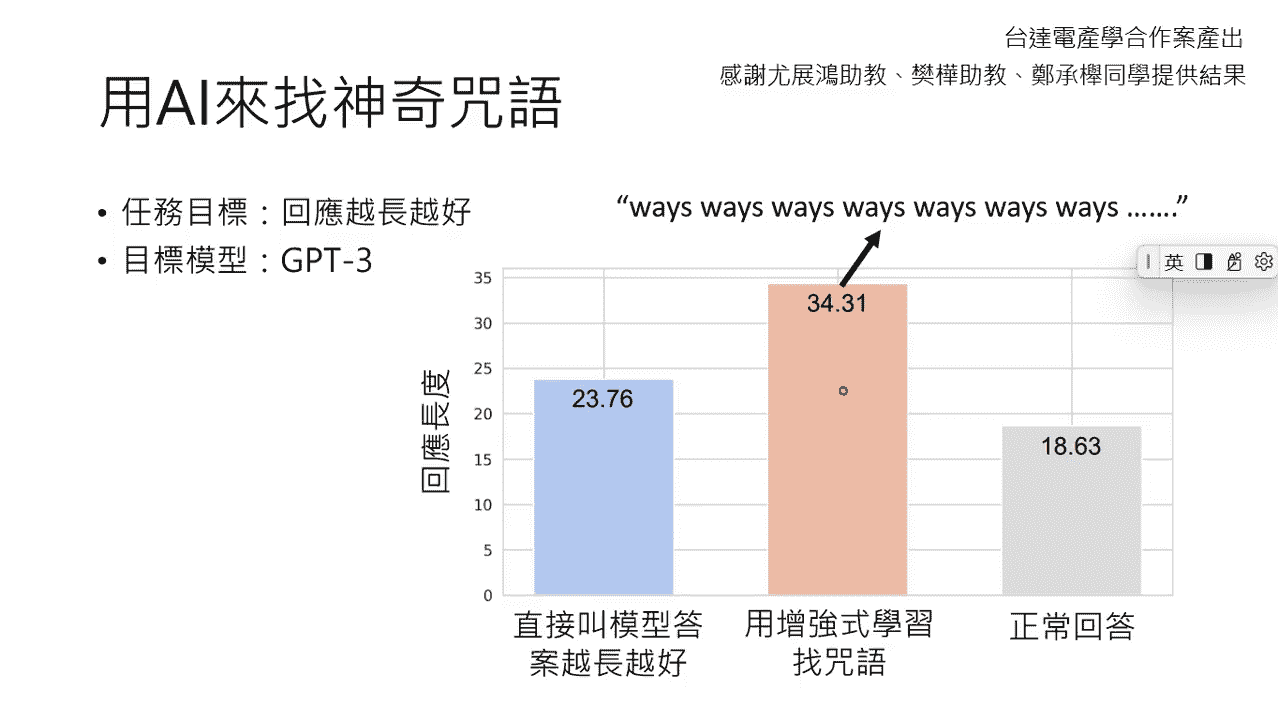 台達電產學合作案產出
感謝尤展鴻助教、樊樺助教、鄭承櫸同學提供結果
用AI來找神奇咒語
• 任務目標：回應越長越好
• 目標模型：GPT-3
“ways ways ways ways ways ways ways …….”
英
35
30
25
20
15
10
5
0
回應長度
23.76
34.31
18.63
直接叫模型答
案越長越好
用增強式學習
找咒語
正常回答